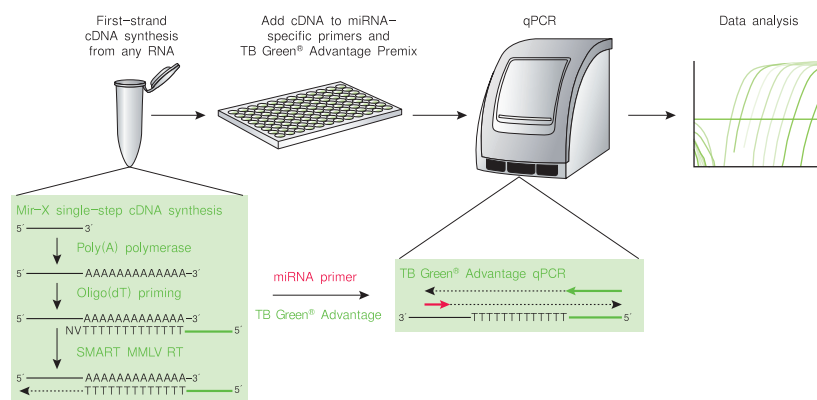 First-strand
cDNA synthesis
from any RNA
Add cDNA to miRNA-
specific primers and
TB Green® Advantage Premix
qPCR
Data analysis
Mir-X single-step cDNA synthesis
5´ 3´
Poly(A) polymerase
5´ AAAAAAAAAAAAA-3´
Oligo(dT) priming
5´ AAAAAAAAAAAAA-3´
NVTTTTTTTTTTTTT 5´
SMART MMLV RT
5´ AAAAAAAAAAAAA-3´
TTTTTTTTTTTTT 5´
miRNA primer
TB Green® Advantage
TB Green® Advantage qPCR
3´ TTTTTTTTTTTTT 5´